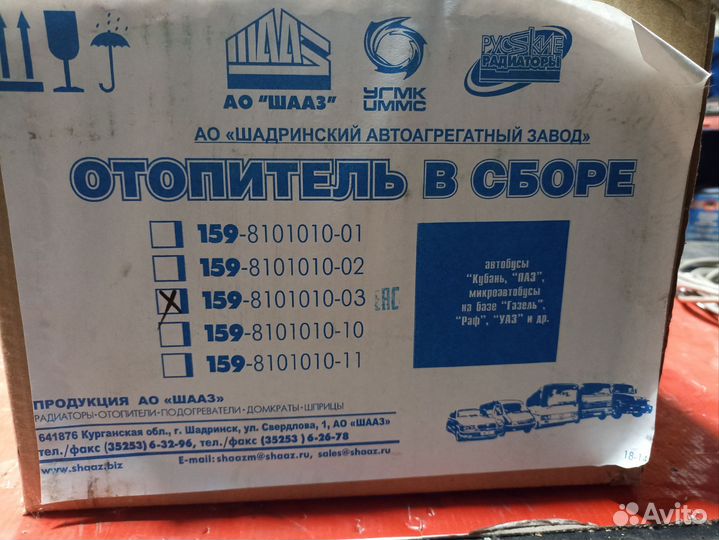 ШААЗ
АО "ШААЗ"
УГМК
UMMC
РУССКИЕ
РАДИАТОРЫ
АО «ШАДРИНСКИЙ АВТОАГРЕГАТНЫЙ ЗАВОД»
ОТОПИТЕЛЬ В СБОРЕ
159-8101010-01
159-8101010-02
159-8101010-03 EAC
159-8101010-10
159-8101010-11
автобусы
"Кубань, "ПАЗ",
микроавтобусы
на базе "Газель",
"Раф", "УАЗ" и др.
ПРОДУКЦИЯ АО «ШААЗ»
РАДИАТОРЫ•ОТОПИТЕЛИ•ПОДОГРЕВАТЕЛИ•ДОМКРАТЫ•ШПРИЦЫ
641876 Курганская обл., г. Шадринск, ул. Свердлова, 1, АО «ШААЗ»
тел./факс (35253) 6-32-96, тел./факс (35253 ) 6-26-78
www.shaaz.biz
E-mail: shaazm@shaaz.ru, sales@shaaz.ru
Avito